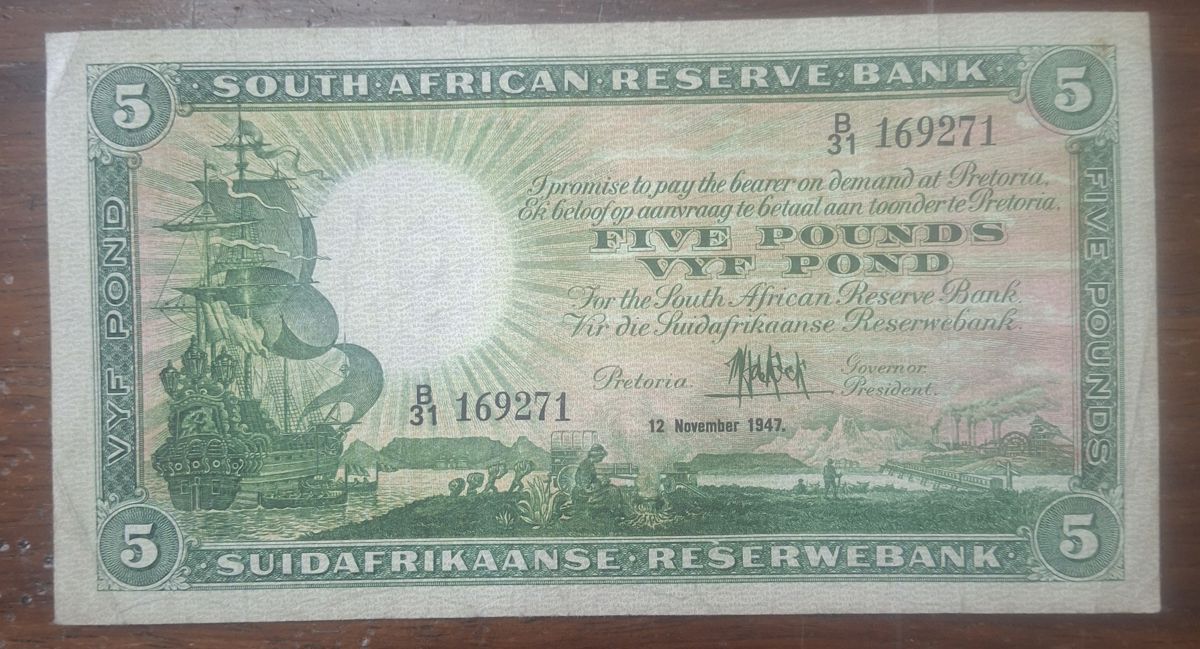 5 SOUTH·AFRICAN·RESERVE·BANK 5
B/31 169271
I promise to pay the bearer on demand at Pretoria.
Ek beloof op aanvraag te betaal aan toonder te Pretoria.
FIVE POUNDS
VYF POND
For the South African Reserve Bank.
Vir die Suidafrikaanse Reserwebank.
Pretoria.
Governor.
President.
B/31 169271
12 November 1947.
VYF POND
FIVE POUNDS
5 SUIDAFRIKAANSE·RESERWEBANK 5